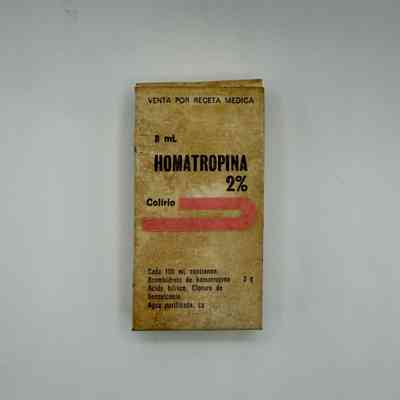 VENTA POR RECETA MEDICA
8 mL
HOMATROPINA
2%
Colirio
Cada 100 mL contienen
Bromhidrato de homatropina 2 g
Acido bórico, Cloruro de
benzalconio
Agua purificada, cs